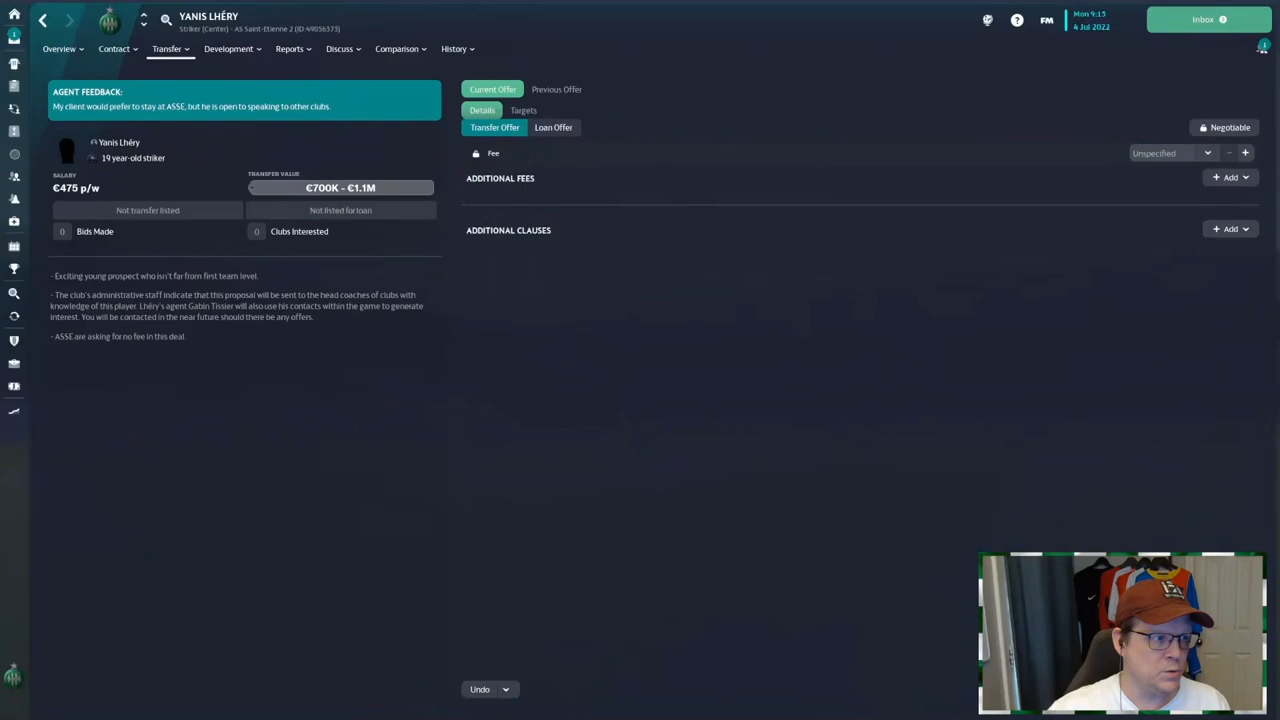 YANIS LHÉRY
Striker (Center) - AS Saint-Etienne 2 (ID:49056373)
FM
Mon 9:15
4 Jul 2022
Inbox
1
1
Overview
Contract
Transfer
Development
Reports
Discuss
Comparison
History
AGENT FEEDBACK:
My client would prefer to stay at ASSE, but he is open to speaking to other clubs.
Yanis Lhéry
19 year-old striker
SALARY
€475 p/w
TRANSFER VALUE
€700K - €1.1M
Not transfer listed
Not listed for loan
0 Bids Made
0 Clubs Interested
- Exciting young prospect who isn't far from first team level.
- The club's administrative staff indicate that this proposal will be sent to the head coaches of clubs with
knowledge of this player. Lhéry's agent Gabin Tissier will also use his contacts within the game to generate
interest. You will be contacted in the near future should there be any offers.
- ASSE are asking for no fee in this deal.
Current Offer
Previous Offer
Details
Targets
Transfer Offer
Loan Offer
Negotiable
Fee
Unspecified
ADDITIONAL FEES
+ Add
ADDITIONAL CLAUSES
+ Add
Undo